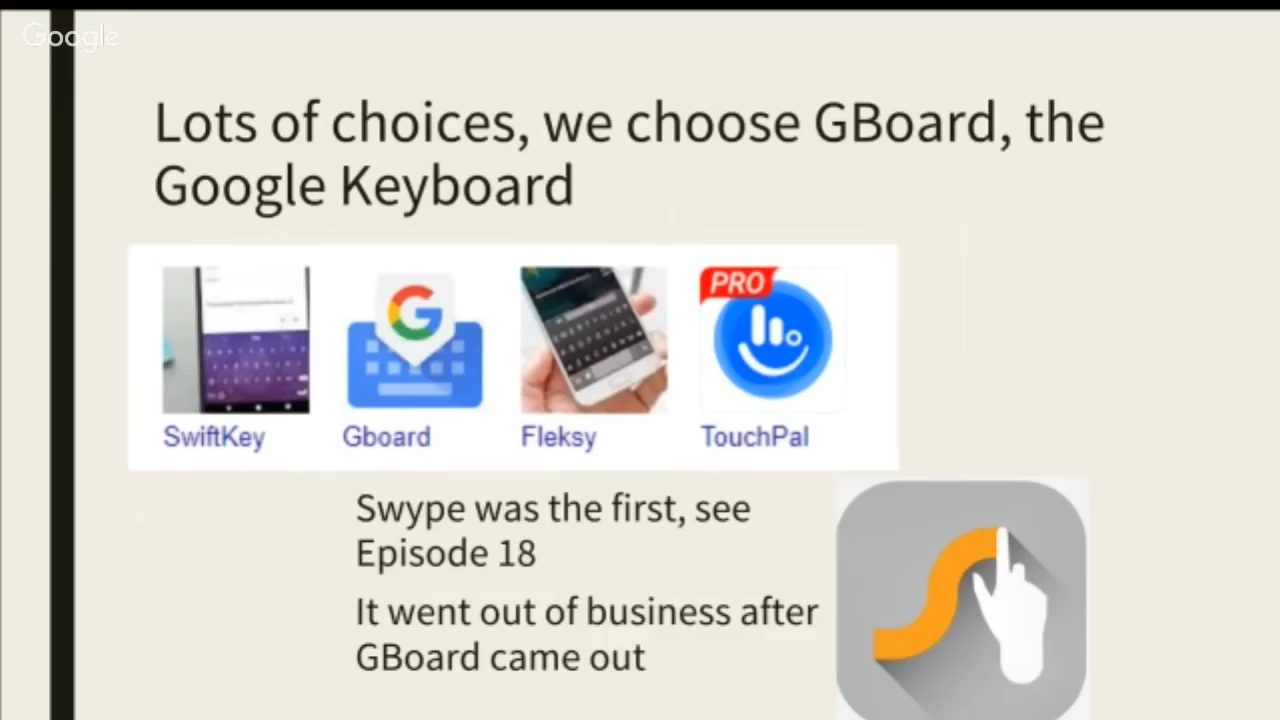 Google
Lots of choices, we choose GBoard, the
Google Keyboard
PRO
SwiftKey Gboard Fleksy TouchPal
Swype was the first, see
Episode 18
It went out of business after
GBoard came out